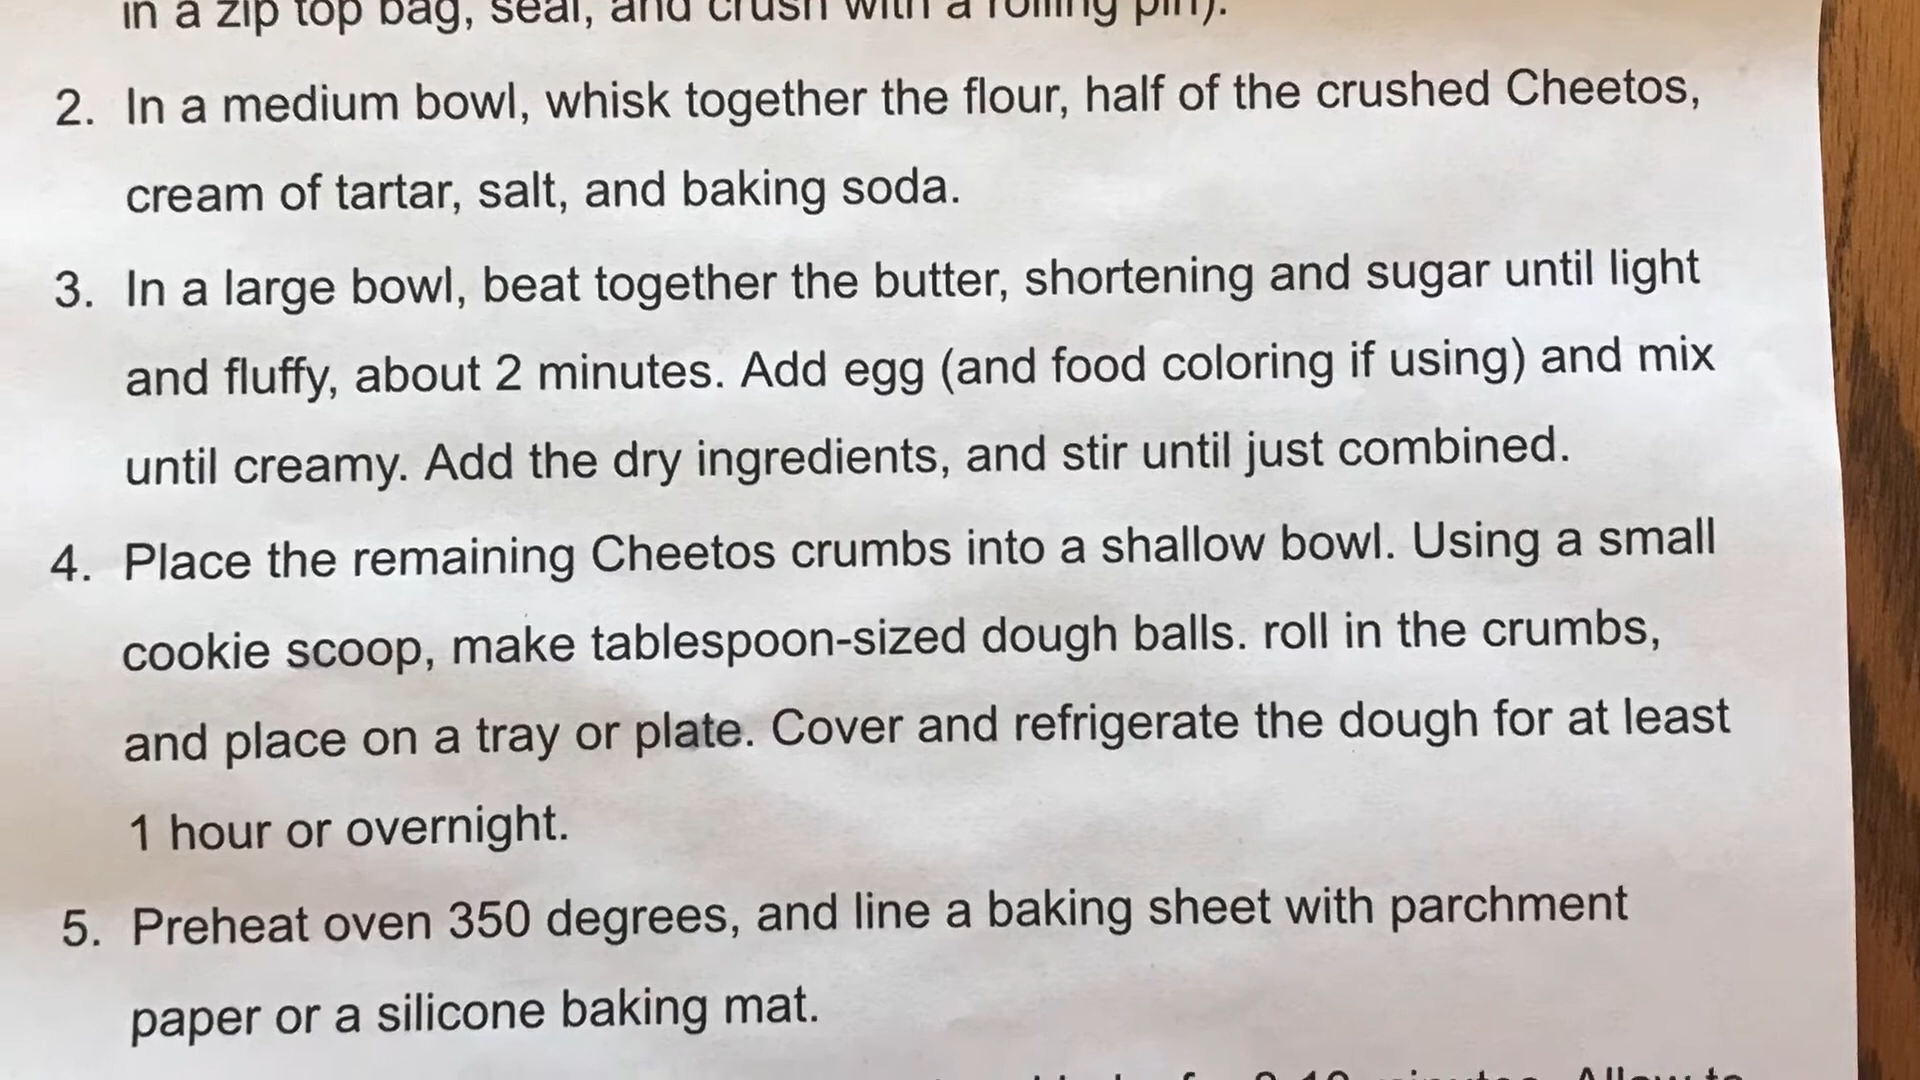 in a zip top bag, seal, and crush with a rolling pin).
2. In a medium bowl, whisk together the flour, half of the crushed Cheetos,
cream of tartar, salt, and baking soda.
3. In a large bowl, beat together the butter, shortening and sugar until light
and fluffy, about 2 minutes. Add egg (and food coloring if using) and mix
until creamy. Add the dry ingredients, and stir until just combined.
4. Place the remaining Cheetos crumbs into a shallow bowl. Using a small
cookie scoop, make tablespoon-sized dough balls. roll in the crumbs,
and place on a tray or plate. Cover and refrigerate the dough for at least
1 hour or overnight.
5. Preheat oven 350 degrees, and line a baking sheet with parchment
paper or a silicone baking mat.
minutes. Allow to